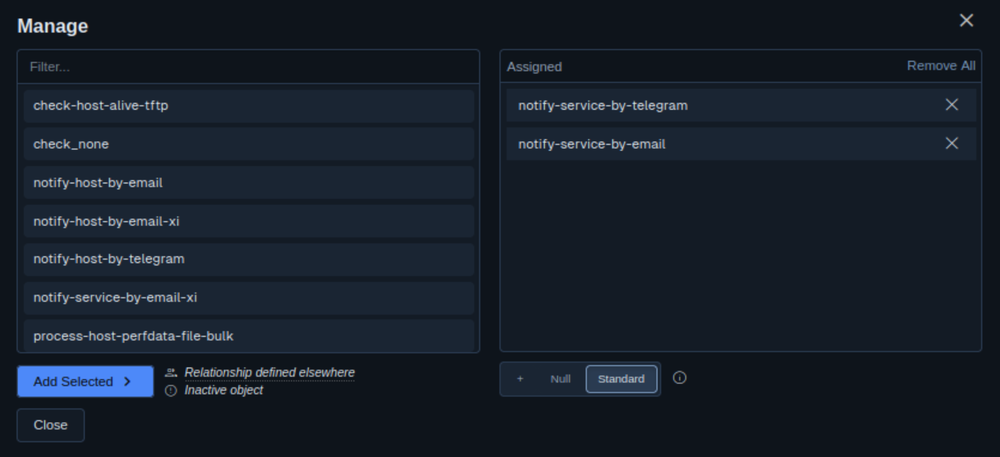 Manage
Filter...
check-host-alive-tftp
check_none
notify-host-by-email
notify-host-by-email-xi
notify-host-by-telegram
notify-service-by-email-xi
process-host-perfdata-file-bulk
Assigned
Remove All
notify-service-by-telegram
notify-service-by-email
Add Selected
Relationship defined elsewhere
Inactive object
+ Null Standard
Close